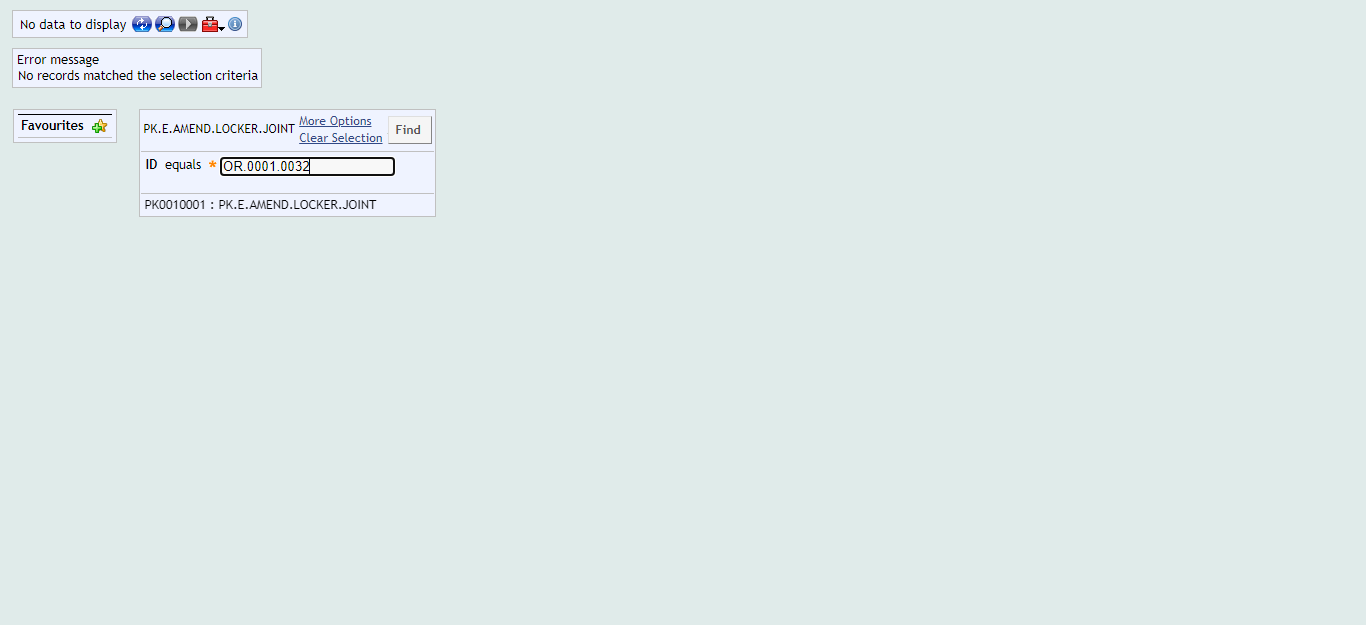 No data to display
Error message
No records matched the selection criteria
Favourites
PK.E.AMEND.LOCKER.JOINT
More Options
Clear Selection
Find
ID equals * OR.0001.0032
PK0010001 : PK.E.AMEND.LOCKER.JOINT